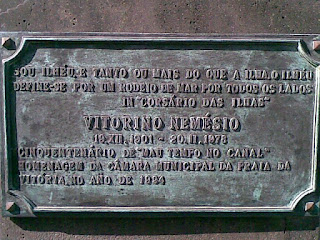 SOU ILHÉU E TANTO OU MAIS DO QUE A ILHA, O ILHÉU
DEFINE-SE POR UM RODEIO DE MAR POR TODOS OS LADOS
IN "CORSÁRIO DAS ILHAS"
VITORINO NEMÉSIO
19.XII.1901 - 20.II.1978
CINQUENTENÁRIO DE "MAU TEMPO NO CANAL"
HOMENAGEM DA CÂMARA MUNICIPAL DA PRAIA DA
VITÓRIA, NO ANO DE 1994